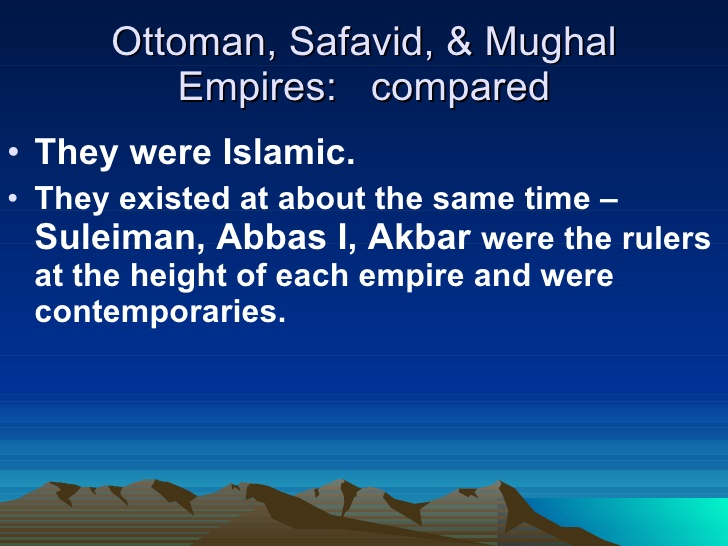 Ottoman, Safavid, & Mughal
Empires: compared
• They were Islamic.
• They existed at about the same time –
Suleiman, Abbas I, Akbar were the rulers
at the height of each empire and were
contemporaries.